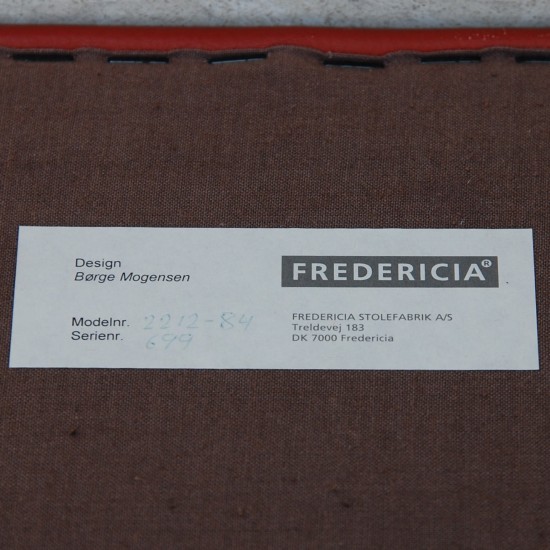 Design
Børge Mogensen
Modelnr. 2212-84
Serienr. 699
FREDERICIA®
FREDERICIA STOLEFABRIK A/S
Treldevej 183
DK 7000 Fredericia